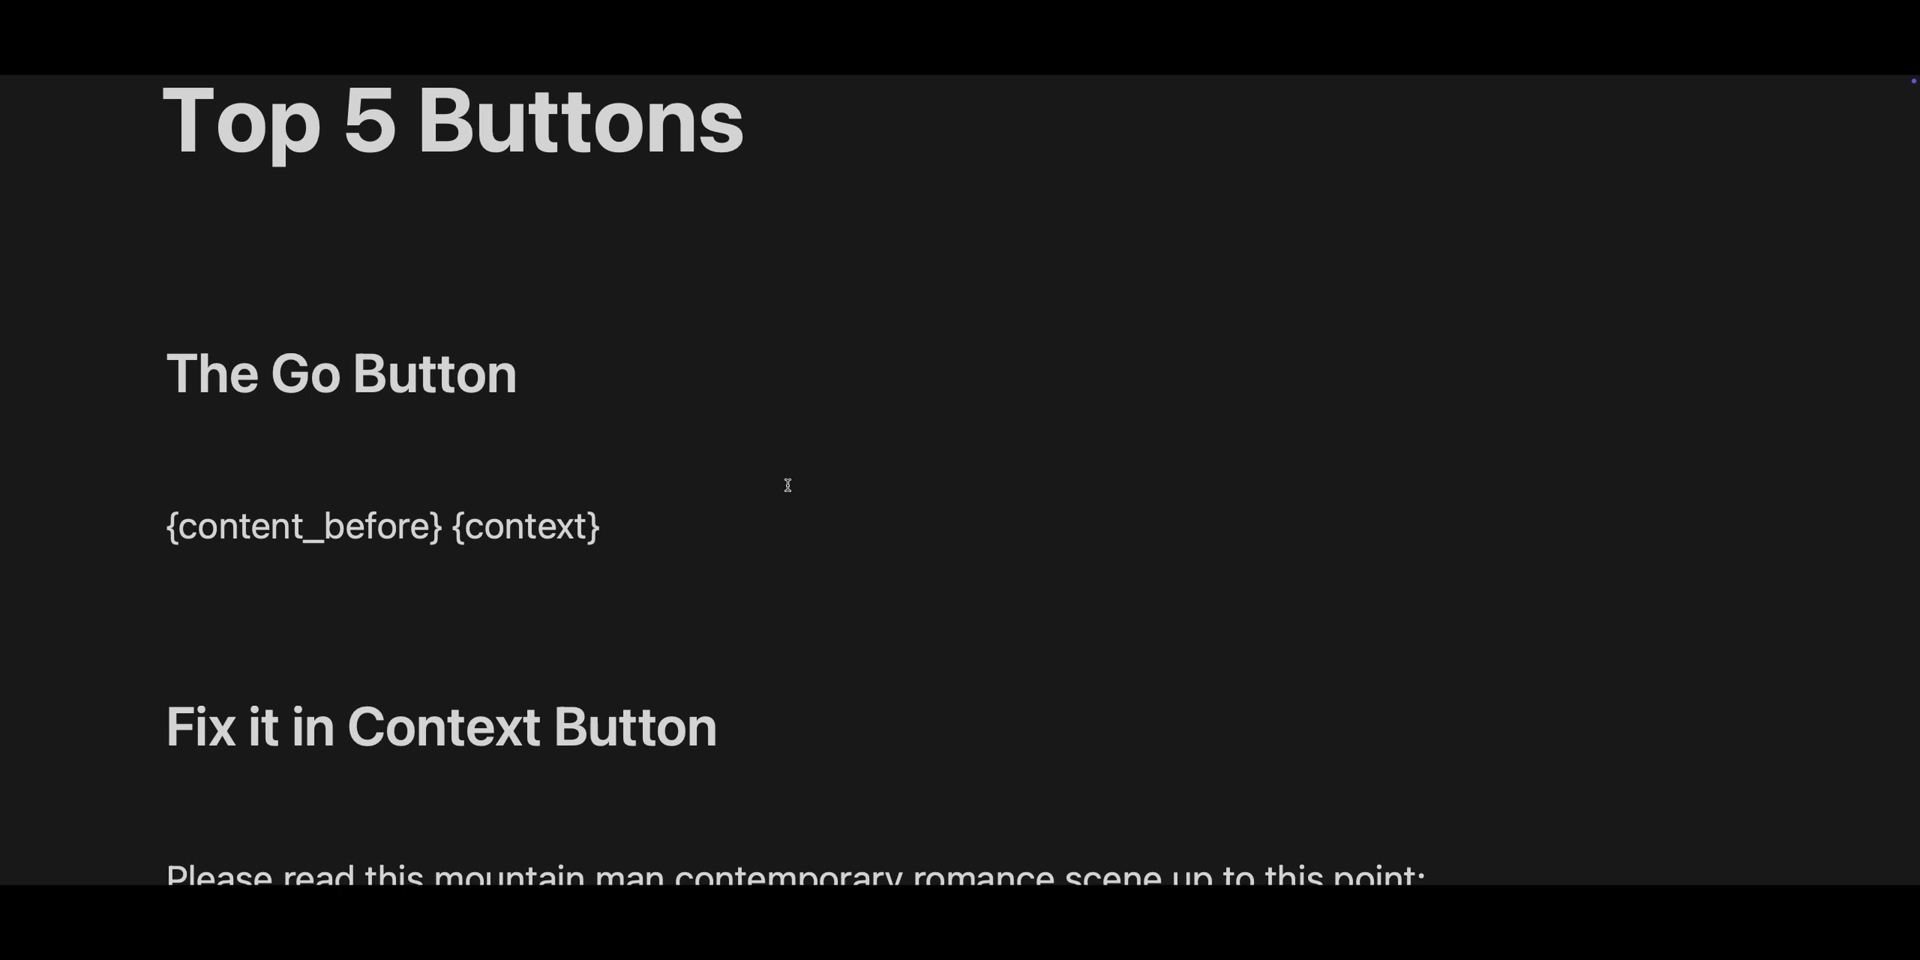 Top 5 Buttons
The Go Button
{content_before} {context}
Fix it in Context Button
Please read this mountain man contemporary romance scene up to this point: